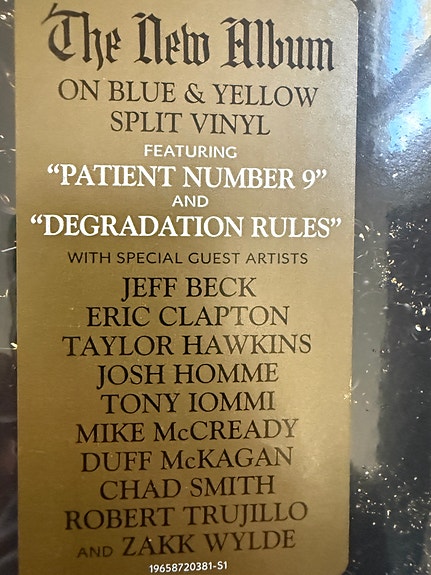 The New Album
ON BLUE & YELLOW
SPLIT VINYL
FEATURING
“PATIENT NUMBER 9”
AND
“DEGRADATION RULES”
WITH SPECIAL GUEST ARTISTS
JEFF BECK
ERIC CLAPTON
TAYLOR HAWKINS
JOSH HOMME
TONY IOMMI
MIKE McCREADY
DUFF McKAGAN
CHAD SMITH
ROBERT TRUJILLO
AND ZAKK WYLDE
19658720381-S1